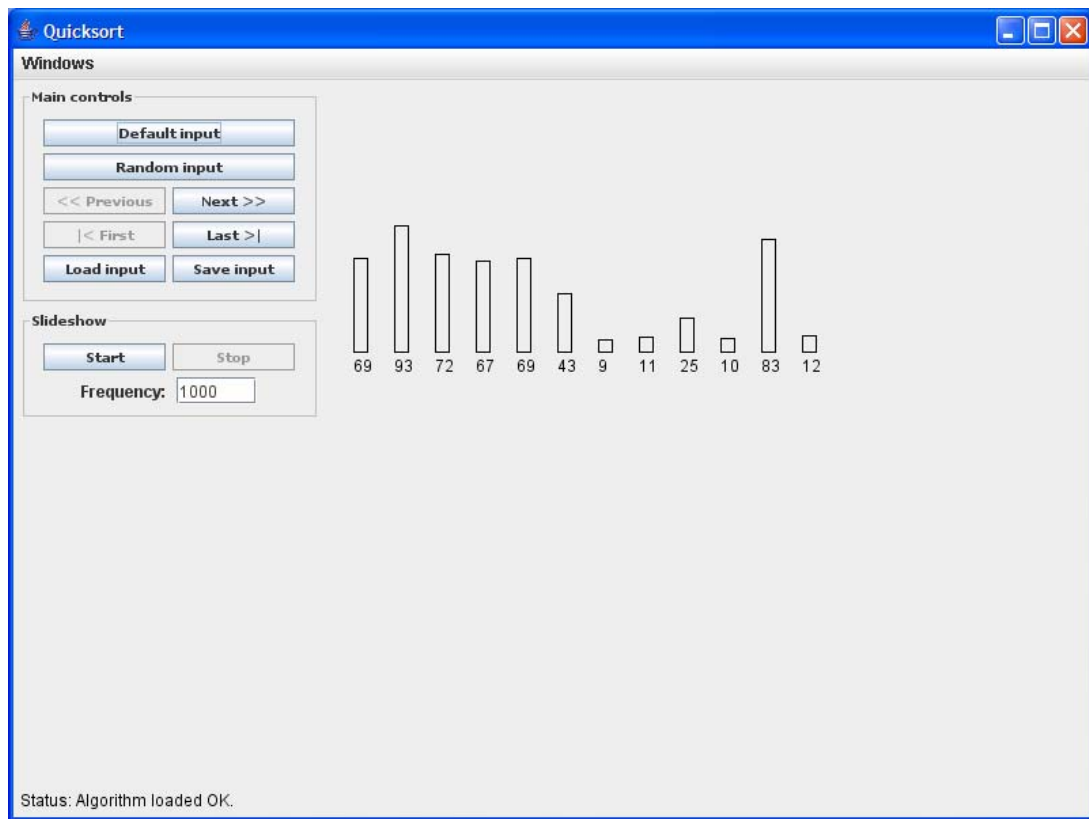 Quicksort
Windows
Main controls
Default input
Random input
<< Previous
Next >>
|< First
Last >|
Load input
Save input
Slideshow
Start
Stop
Frequency: 1000
69 93 72 67 69 43 9 11 25 10 83 12
Status: Algorithm loaded OK.